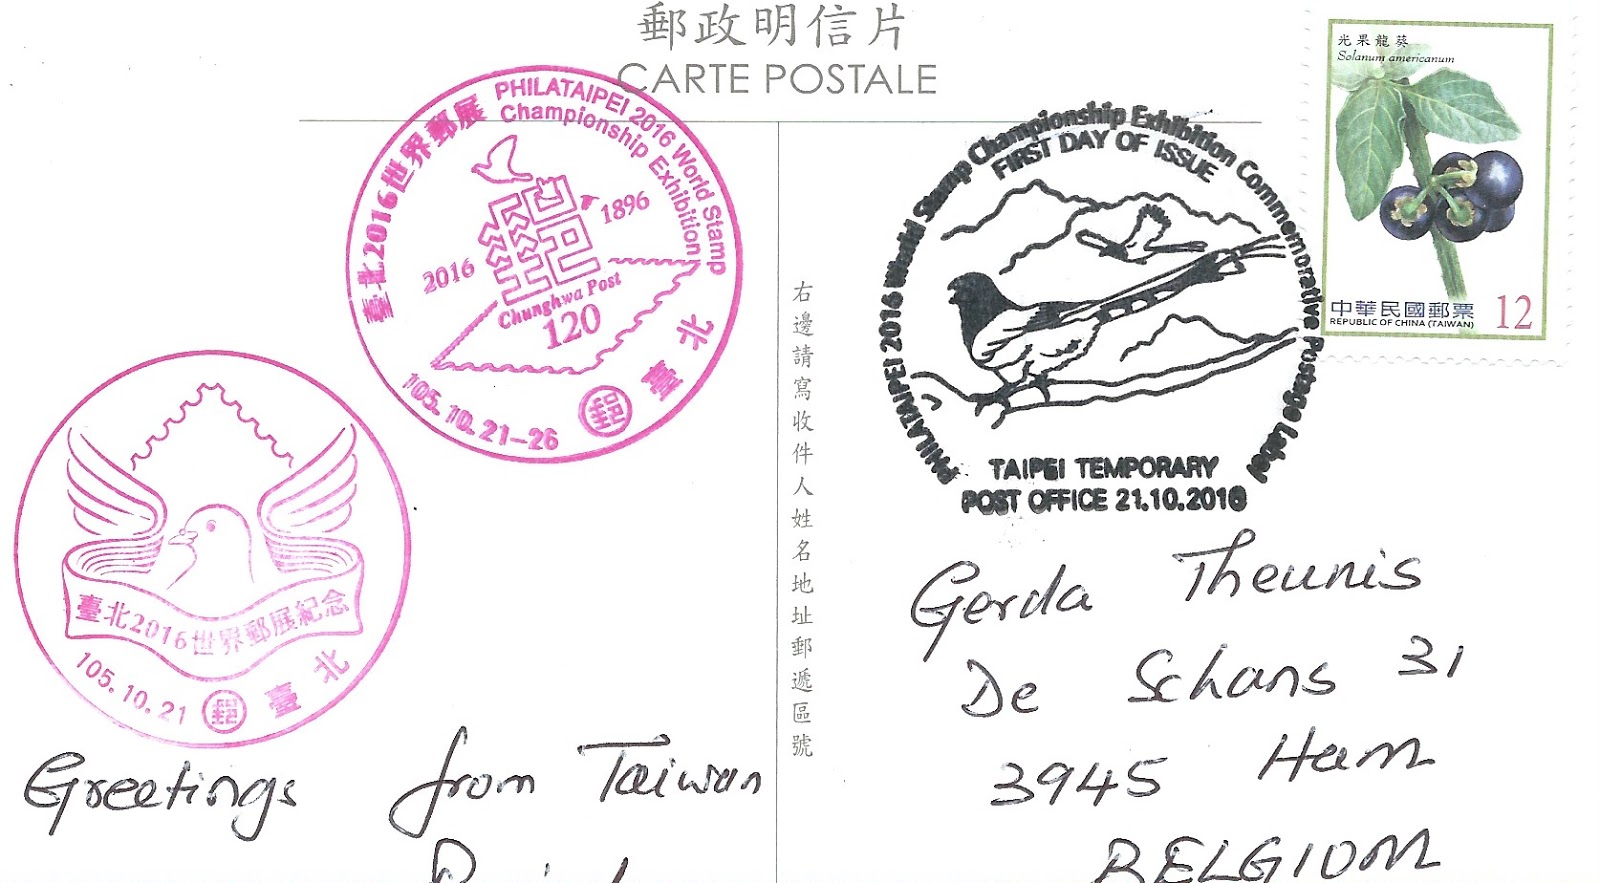 郵政明信片
CARTE POSTALE
臺北2016世界郵展
PHILATAIPEI 2016 World Stamp
Championship Exhibition
1896
2016
Chunghwa Post
120
105.10.21-26
郵
臺北
臺北2016世界郵展紀念
105.10.21
郵
臺北
Greetings from Taiwan
右邊請寫收件人姓名地址郵遞區號
PHILATAIPEI 2016 World Stamp Championship Exhibition Commemorative Postage Label
FIRST DAY OF ISSUE
TAIPEI TEMPORARY
POST OFFICE 21.10.2016
光果龍葵
Solanum americanum
中華民國郵票
REPUBLIC OF CHINA (TAIWAN)
12
Gerda Theunis
De Schans 31
3945 Ham
BELGIUM